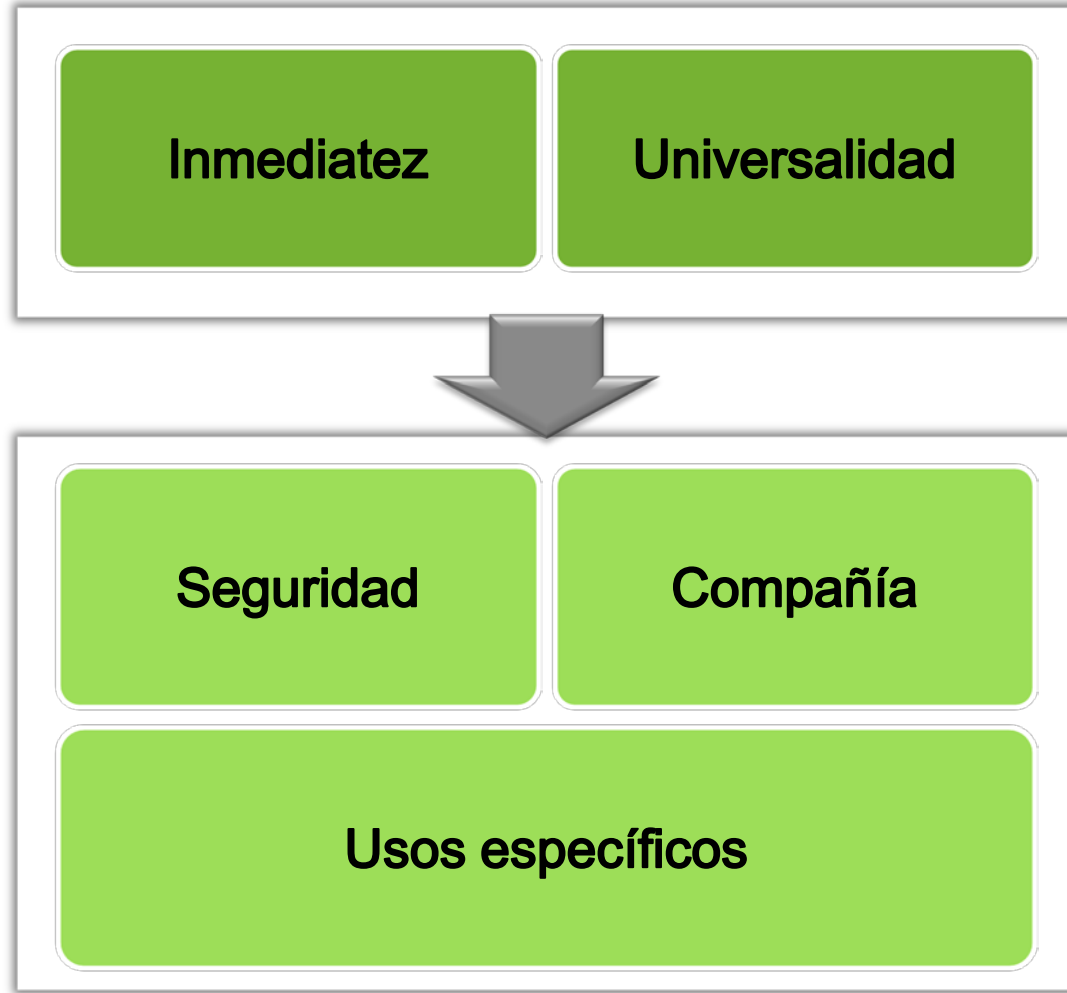 Inmediatez
Universalidad
Seguridad
Compañía
Usos específicos